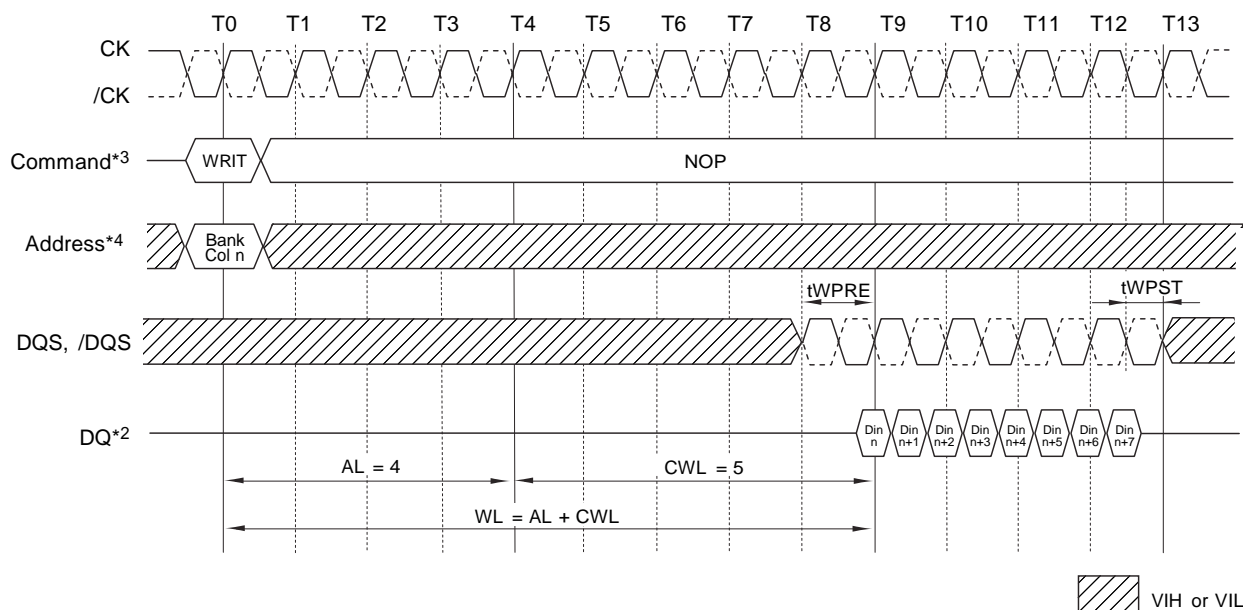 T0 T1 T2 T3 T4 T5 T6 T7 T8 T9 T10 T11 T12 T13
CK
/CK
Command*3 WRIT NOP
Address*4 Bank Col n
tWPRE tWPST
DQS, /DQS
DQ*2 Din n Din n+1 Din n+2 Din n+3 Din n+4 Din n+5 Din n+6 Din n+7
AL = 4 CWL = 5
WL = AL + CWL
VIH or VIL